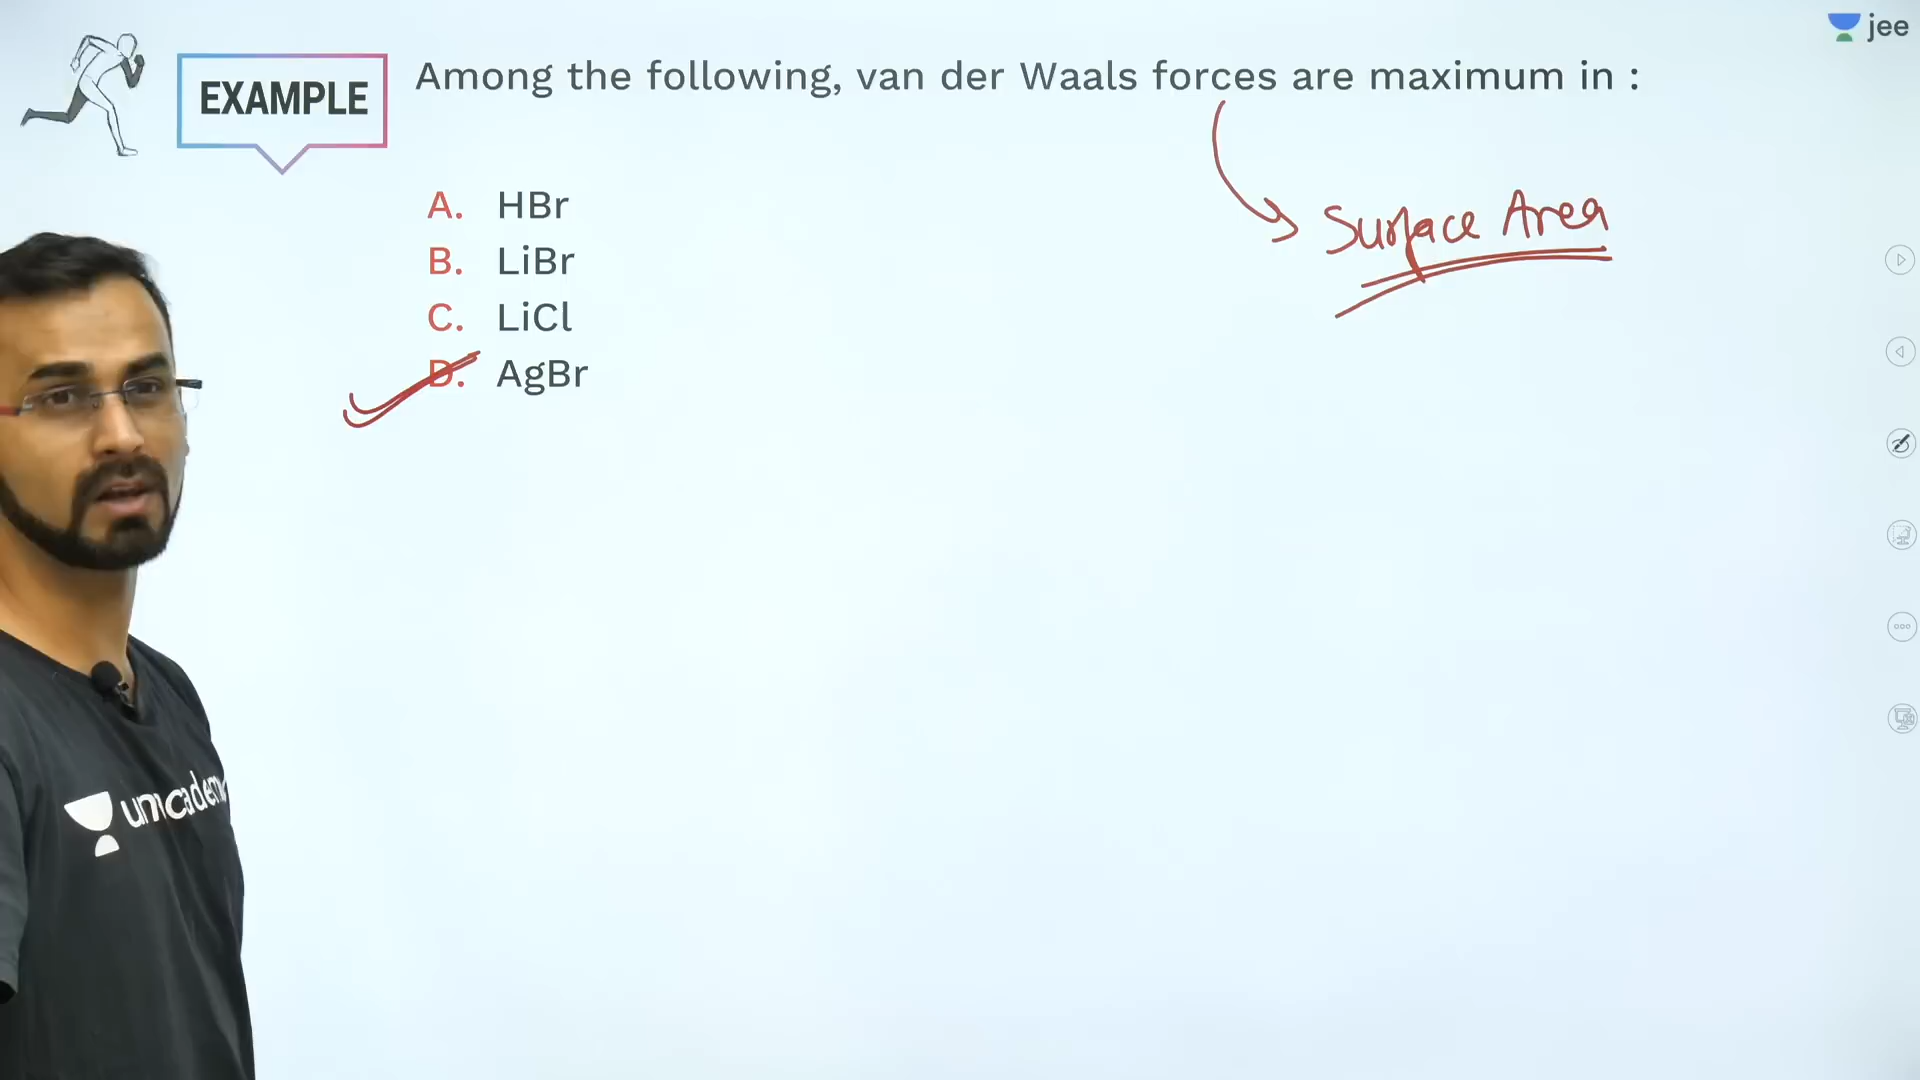 jee
EXAMPLE
Among the following, van der Waals forces are maximum in :
Surface Area
A. HBr
B. LiBr
C. LiCl
D. AgBr
unacademy